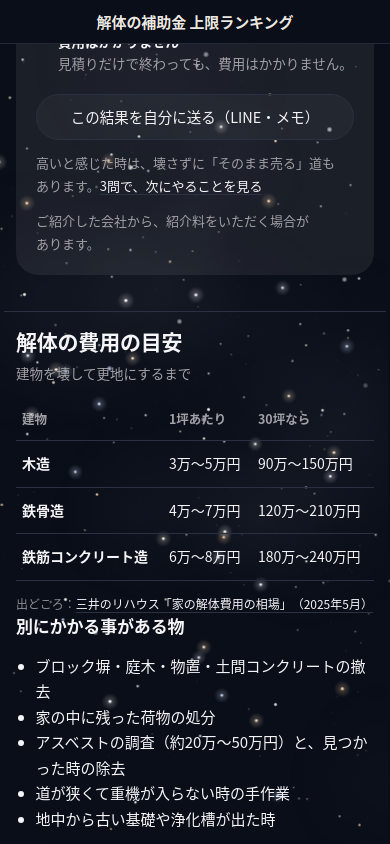 解体の補助金 上限ランキング
費用はかかりません
見積りだけで終わっても、費用はかかりません。
この結果を自分に送る（LINE・メモ）
高いと感じた時は、壊さずに「そのまま売る」道も
あります。3問で、次にやることを見る
ご紹介した会社から、紹介料をいただく場合が
あります。
解体の費用の目安
建物を壊して更地にするまで
建物 1坪あたり 30坪なら
木造 3万〜5万円 90万〜150万円
鉄骨造 4万〜7万円 120万〜210万円
鉄筋コンクリート造 6万〜8万円 180万〜240万円
出どころ：三井のリハウス「家の解体費用の相場」（2025年5月）
別にかかる事がある物
ブロック塀・庭木・物置・土間コンクリートの撤
去
家の中に残った荷物の処分
アスベストの調査（約20万〜50万円）と、見つか
った時の除去
道が狭くて重機が入らない時の手作業
地中から古い基礎や浄化槽が出た時